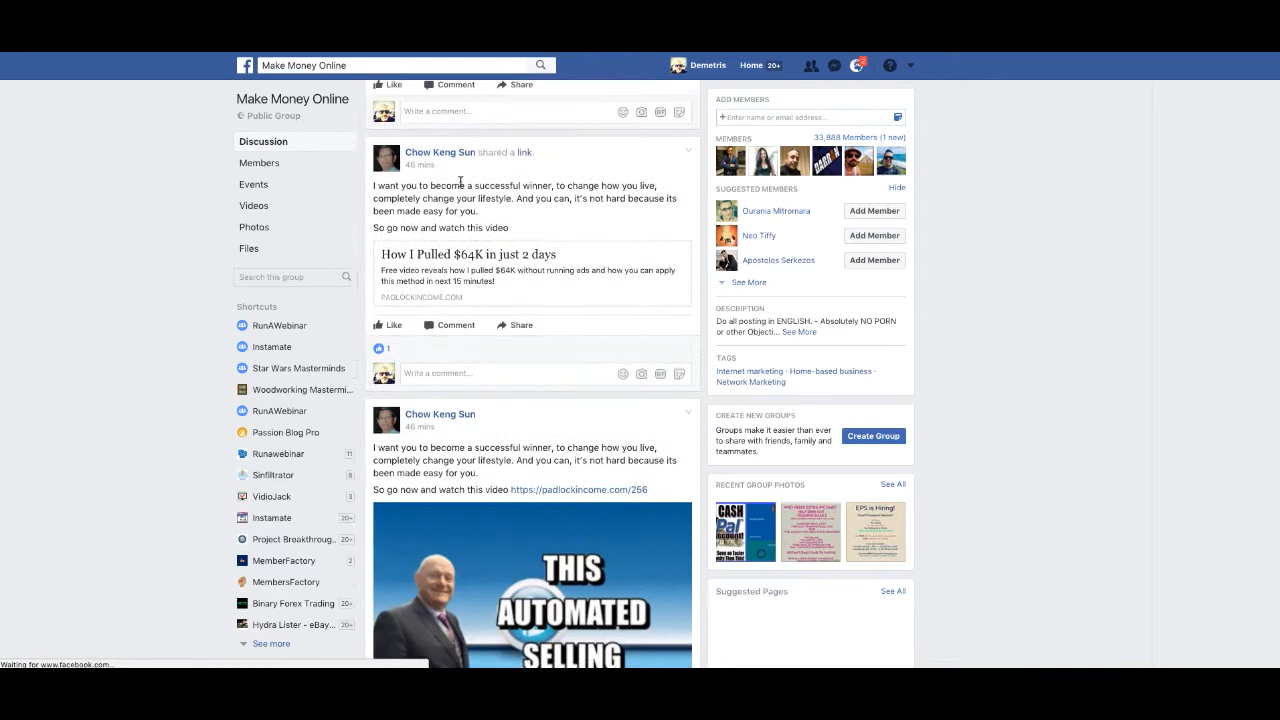 Make Money Online
Demetris
Home 20+
2
Make Money Online
Public Group
Discussion
Members
Events
Videos
Photos
Files
Search this group
Shortcuts
RunAWebinar
Instamate
Star Wars Masterminds
Woodworking Mastermi...
RunAWebinar
Passion Blog Pro
Runawebinar 11
Sinfiltrator 8
VidioJack 3
Instamate 20+
Project Breakthroug... 20+
MemberFactory 2
MembersFactory
Binary Forex Trading 20+
Hydra Lister - eBay... 20+
See more
Waiting for www.facebook.com...
Like Comment Share
Write a comment...
Chow Keng Sun shared a link.
46 mins
I want you to become a successful winner, to change how you live,
completely change your lifestyle. And you can, it's not hard because its
been made easy for you.
So go now and watch this video
How I Pulled $64K in just 2 days
Free video reveals how I pulled $64K without running ads and how you can apply
this method in next 15 minutes!
PADLOCKINCOME.COM
Like Comment Share
1
Write a comment...
Chow Keng Sun
46 mins
I want you to become a successful winner, to change how you live,
completely change your lifestyle. And you can, it's not hard because its
been made easy for you.
So go now and watch this video https://padlockincome.com/256
THIS
AUTOMATED
SELLING
ADD MEMBERS
+ Enter name or email address...
MEMBERS 33,888 Members (1 new)
SUGGESTED MEMBERS Hide
Ourania Mitromara Add Member
Neo Tiffy Add Member
Apostolos Serkezos Add Member
See More
DESCRIPTION
Do all posting in ENGLISH. - Absolutely NO PORN
or other Objecti... See More
TAGS
Internet marketing · Home-based business ·
Network Marketing
CREATE NEW GROUPS
Groups make it easier than ever
to share with friends, family and
teammates.
Create Group
RECENT GROUP PHOTOS See All
CASH
EPS is Hiring!
Suggested Pages See All